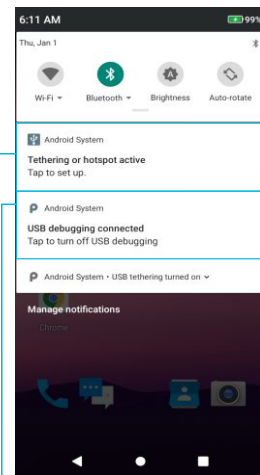 6:11 AM 99%
Thu, Jan 1
Wi-Fi Bluetooth Brightness Auto-rotate
Android System
Tethering or hotspot active
Tap to set up.
Android System
USB debugging connected
Tap to turn off USB debugging
Android System • USB tethering turned on
Manage notifications
Chrome